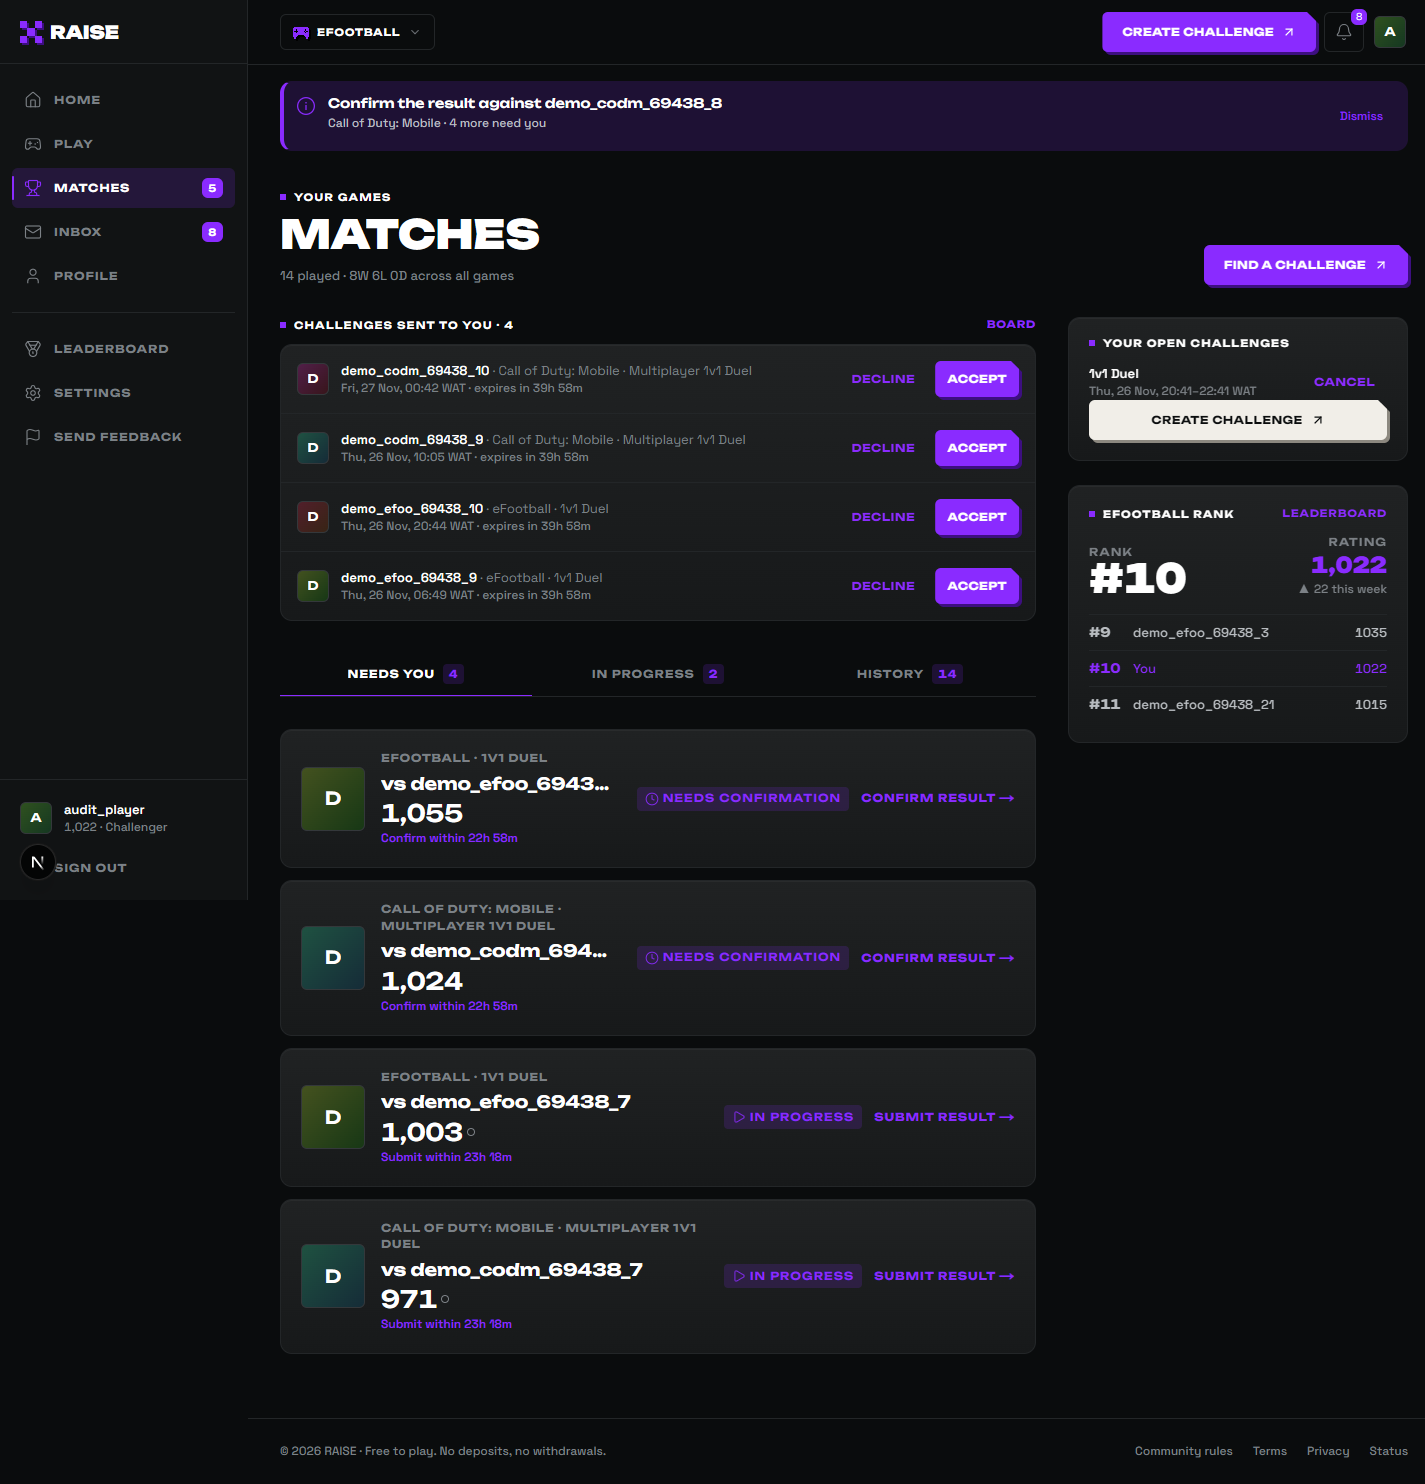 RAISE
EFOOTBALL
CREATE CHALLENGE
8
A
HOME
PLAY
MATCHES 5
INBOX 8
PROFILE
LEADERBOARD
SETTINGS
SEND FEEDBACK
audit_player
A
1,022 · Challenger
N
SIGN OUT
Confirm the result against demo_codm_69438_8
Call of Duty: Mobile · 4 more need you
Dismiss
YOUR GAMES
MATCHES
14 played · 8W 6L 0D across all games
FIND A CHALLENGE
CHALLENGES SENT TO YOU · 4
BOARD
D
demo_codm_69438_10 · Call of Duty: Mobile · Multiplayer 1v1 Duel
Fri, 27 Nov, 00:42 WAT · expires in 39h 58m
DECLINE
ACCEPT
D
demo_codm_69438_9 · Call of Duty: Mobile · Multiplayer 1v1 Duel
Thu, 26 Nov, 10:05 WAT · expires in 39h 58m
DECLINE
ACCEPT
D
demo_efoo_69438_10 · eFootball · 1v1 Duel
Thu, 26 Nov, 20:44 WAT · expires in 39h 58m
DECLINE
ACCEPT
D
demo_efoo_69438_9 · eFootball · 1v1 Duel
Thu, 26 Nov, 06:49 WAT · expires in 39h 58m
DECLINE
ACCEPT
NEEDS YOU 4
IN PROGRESS 2
HISTORY 14
D
EFOOTBALL · 1V1 DUEL
vs demo_efoo_6943...
1,055
Confirm within 22h 58m
NEEDS CONFIRMATION
CONFIRM RESULT →
D
CALL OF DUTY: MOBILE ·
MULTIPLAYER 1V1 DUEL
vs demo_codm_694...
1,024
Confirm within 22h 58m
NEEDS CONFIRMATION
CONFIRM RESULT →
D
EFOOTBALL · 1V1 DUEL
vs demo_efoo_69438_7
1,003
Submit within 23h 18m
IN PROGRESS
SUBMIT RESULT →
D
CALL OF DUTY: MOBILE · MULTIPLAYER 1V1
DUEL
vs demo_codm_69438_7
971
Submit within 23h 18m
IN PROGRESS
SUBMIT RESULT →
YOUR OPEN CHALLENGES
1v1 Duel
Thu, 26 Nov, 20:41–22:41 WAT
CANCEL
CREATE CHALLENGE
EFOOTBALL RANK
LEADERBOARD
RANK
#10
RATING
1,022
▲ 22 this week
#9 demo_efoo_69438_3 1035
#10 You 1022
#11 demo_efoo_69438_21 1015
© 2026 RAISE · Free to play. No deposits, no withdrawals.
Community rules
Terms
Privacy
Status